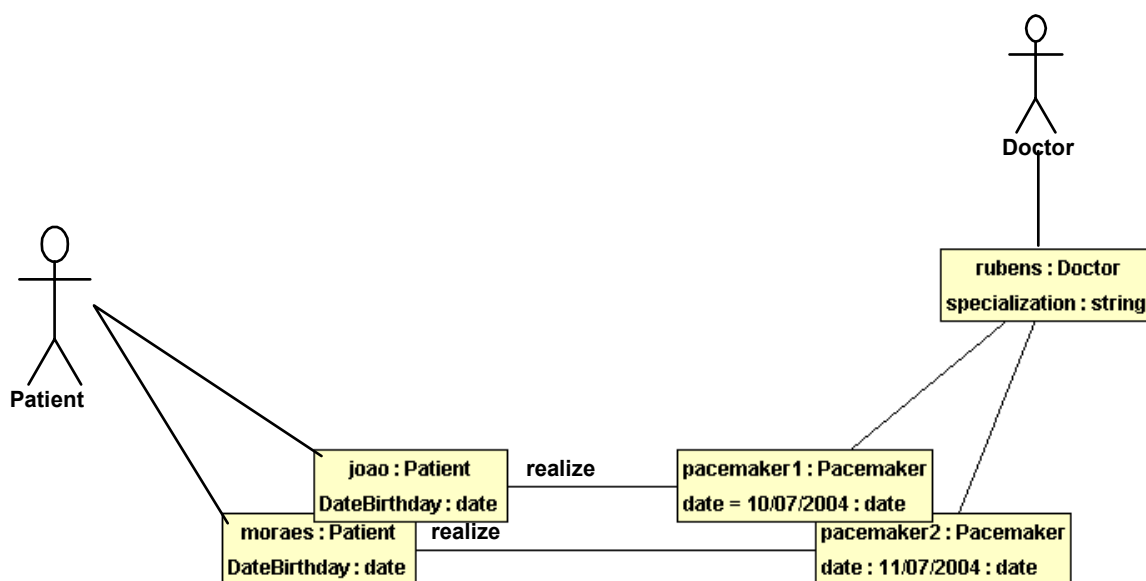 Doctor
rubens : Doctor
specialization : string
Patient
joao : Patient
DateBirthday : date
realize
pacemaker1 : Pacemaker
date = 10/07/2004 : date
moraes : Patient
DateBirthday : date
realize
pacemaker2 : Pacemaker
date : 11/07/2004 : date